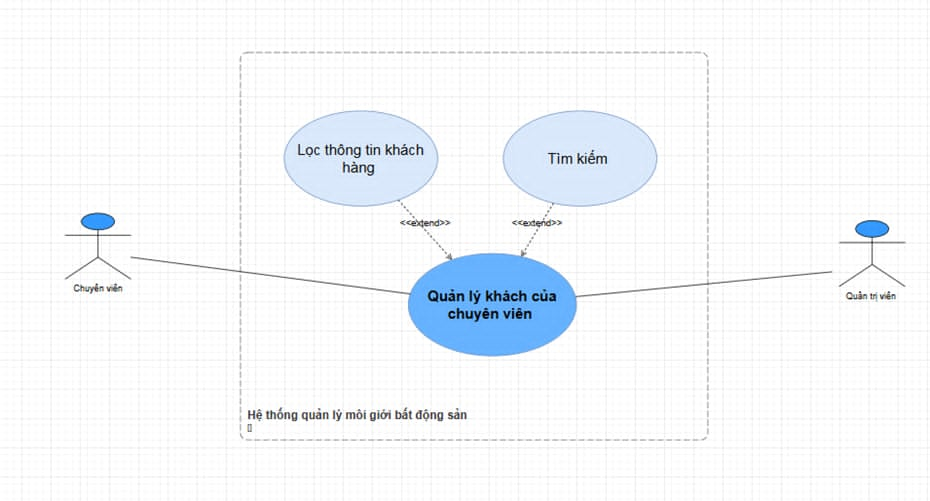 Lọc thông tin khách
hàng
Tìm kiếm
<<extend>>
<<extend>>
Chuyên viên
Quản trị viên
Quản lý khách của
chuyên viên
Hệ thống quản lý môi giới bất động sản
[]